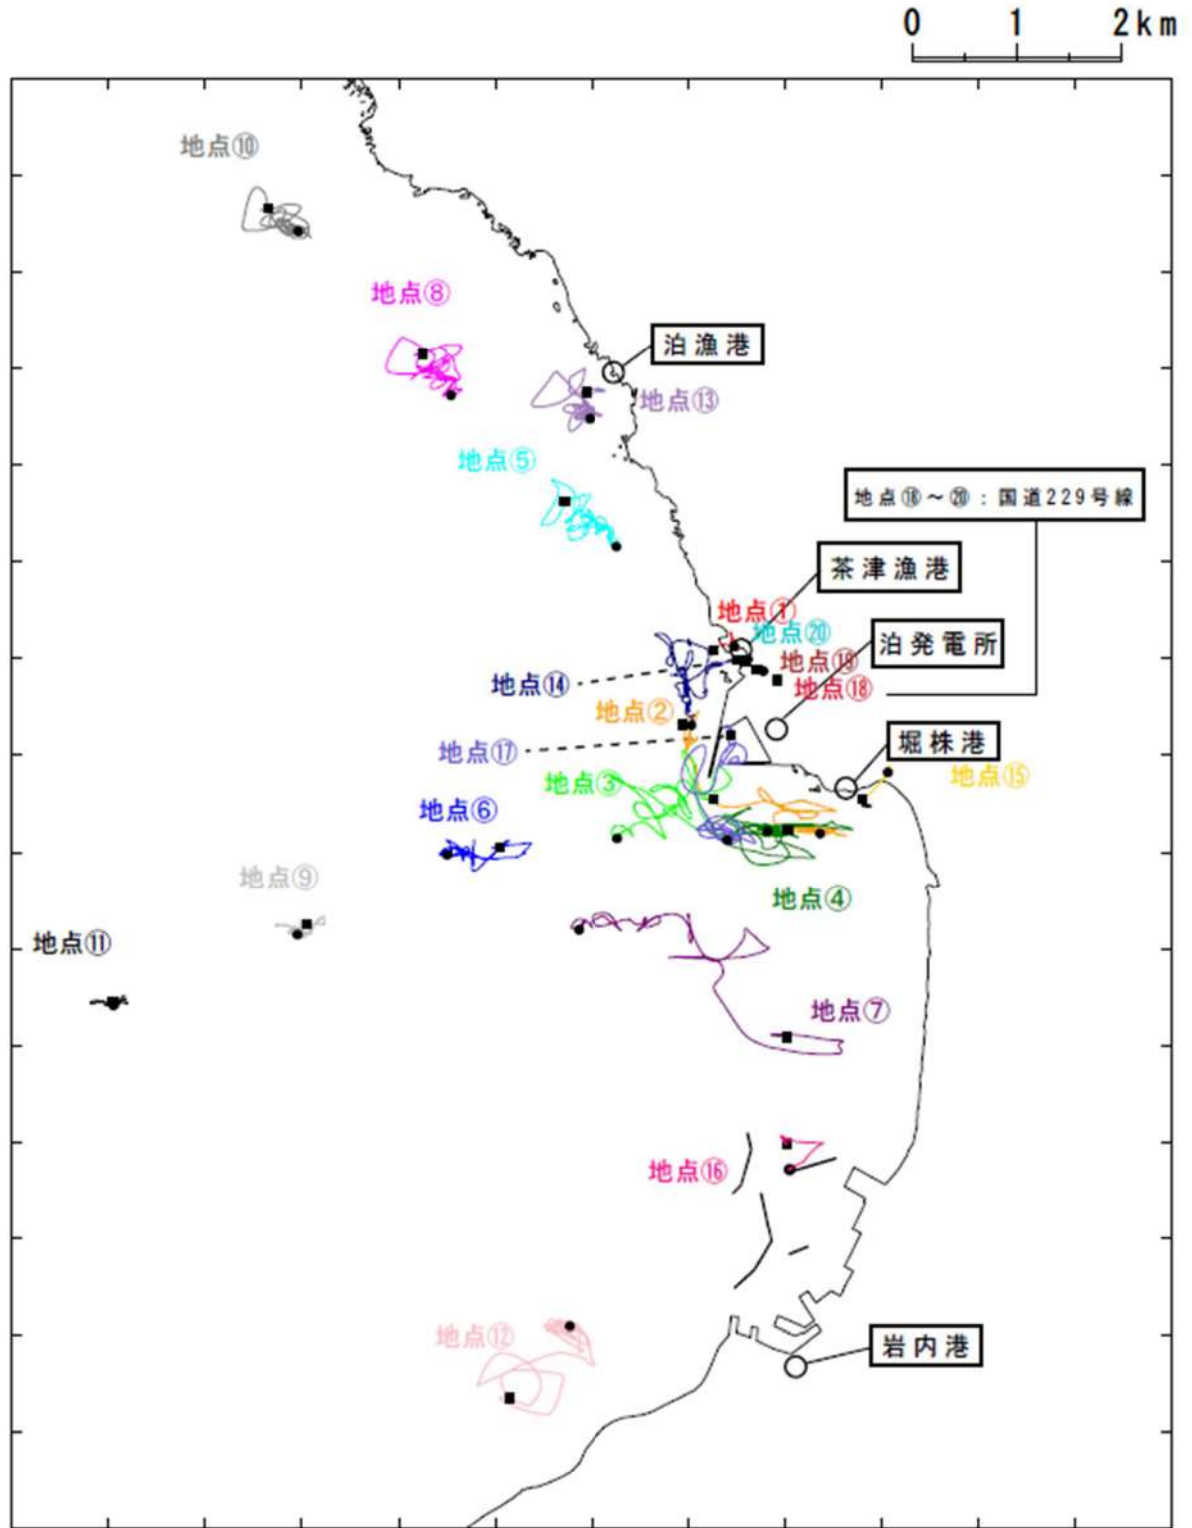 0 1 2km
地点⑩
地点⑧
泊漁港
地点⑬
地点⑤
地点⑱～⑳：国道229号線
茶津漁港
地点①
地点⑳
泊発電所
地点⑲
地点⑭
地点⑱
地点②
堀株港
地点⑰
地点⑮
地点③
地点⑥
地点⑨
地点④
地点⑪
地点⑦
地点⑯
地点⑫
岩内港